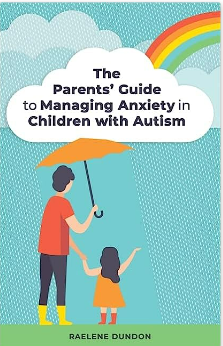 The
Parents' Guide
to Managing Anxiety in
Children with Autism
RAELENE DUNDON